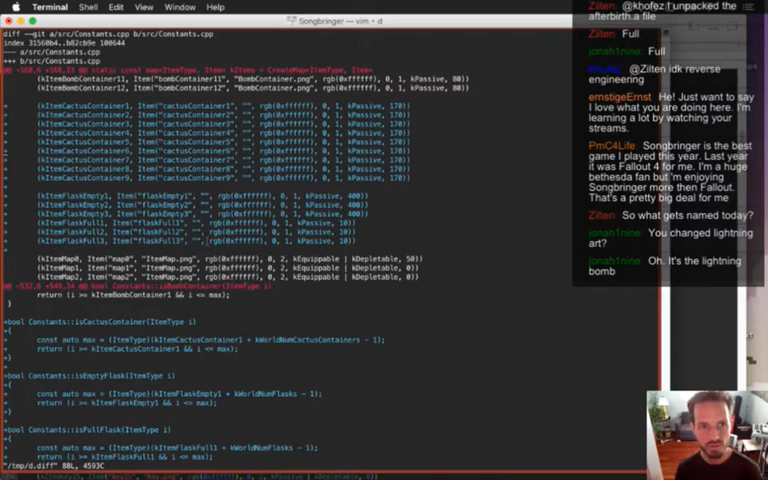 Terminal Shell Edit View Window Help
Songbringer — vim ◂ d
diff --git a/src/Constants.cpp b/src/Constants.cpp
index 31560b4..b82cb9e 100644
--- a/src/Constants.cpp
+++ b/src/Constants.cpp
@@ -168,6 +168,23 @@ static const map<ItemType, Item> kItems = CreateMap<ItemType, Item>
(kItemBombContainer11, Item("bombContainer11", "BombContainer.png", rgb(0xffffff), 0, 1, kPassive, 80))
(kItemBombContainer12, Item("bombContainer12", "BombContainer.png", rgb(0xffffff), 0, 1, kPassive, 80))
+ (kItemCactusContainer1, Item("cactusContainer1", "", rgb(0xffffff), 0, 1, kPassive, 170))
+ (kItemCactusContainer2, Item("cactusContainer2", "", rgb(0xffffff), 0, 1, kPassive, 170))
+ (kItemCactusContainer3, Item("cactusContainer3", "", rgb(0xffffff), 0, 1, kPassive, 170))
+ (kItemCactusContainer4, Item("cactusContainer4", "", rgb(0xffffff), 0, 1, kPassive, 170))
+ (kItemCactusContainer5, Item("cactusContainer5", "", rgb(0xffffff), 0, 1, kPassive, 170))
+ (kItemCactusContainer6, Item("cactusContainer6", "", rgb(0xffffff), 0, 1, kPassive, 170))
+ (kItemCactusContainer7, Item("cactusContainer7", "", rgb(0xffffff), 0, 1, kPassive, 170))
+ (kItemCactusContainer8, Item("cactusContainer8", "", rgb(0xffffff), 0, 1, kPassive, 170))
+ (kItemCactusContainer9, Item("cactusContainer9", "", rgb(0xffffff), 0, 1, kPassive, 170))
+
+ (kItemFlaskEmpty1, Item("flaskEmpty1", "", rgb(0xffffff), 0, 1, kPassive, 400))
+ (kItemFlaskEmpty2, Item("flaskEmpty2", "", rgb(0xffffff), 0, 1, kPassive, 400))
+ (kItemFlaskEmpty3, Item("flaskEmpty3", "", rgb(0xffffff), 0, 1, kPassive, 400))
+ (kItemFlaskFull1, Item("flaskFull1", "", rgb(0xffffff), 0, 1, kPassive, 10))
+ (kItemFlaskFull2, Item("flaskFull2", "", rgb(0xffffff), 0, 1, kPassive, 10))
+ (kItemFlaskFull3, Item("flaskFull3", "", rgb(0xffffff), 0, 1, kPassive, 10))
+
(kItemMap0, Item("map0", "ItemMap.png", rgb(0xffffff), 0, 2, kEquippable | kDepletable, 50))
(kItemMap1, Item("map1", "ItemMap.png", rgb(0xffffff), 0, 2, kEquippable | kDepletable, 0))
(kItemMap2, Item("map2", "ItemMap.png", rgb(0xffffff), 0, 2, kEquippable | kDepletable, 0))
@@ -532,6 +549,24 @@ bool Constants::isBombContainer(ItemType i)
return (i >= kItemBombContainer1 && i <= max);
}
+bool Constants::isCactusContainer(ItemType i)
+{
+ const auto max = (ItemType)(kItemCactusContainer1 + kWorldNumCactusContainers - 1);
+ return (i >= kItemCactusContainer1 && i <= max);
+}
+
+bool Constants::isEmptyFlask(ItemType i)
+{
+ const auto max = (ItemType)(kItemFlaskEmpty1 + kWorldNumFlasks - 1);
+ return (i >= kItemFlaskEmpty1 && i <= max);
+}
+
+bool Constants::isFullFlask(ItemType i)
+{
+ const auto max = (ItemType)(kItemFlaskFull1 + kWorldNumFlasks - 1);
+ return (i >= kItemFlaskFull1 && i <= max);
"/tmp/d.diff" 88L, 4593C
Zilten: @khofez I unpacked the
afterbirth.a file
Zilten: Full
jonah1nine: Full
@Zilten idk reverse
engineering
ernstigeErnst: He! Just want to say
I love what you are doing here. I'm
learning a lot by watching your
streams.
PmC4Life: Songbringer is the best
game I played this year. Last year
it was Fallout 4 for me. I'm a huge
bethesda fan but I'm enjoying
Songbringer more then Fallout.
That's a pretty big deal for me
Zilten: So what gets named today?
jonah1nine: You changed lightning
art?
jonah1nine: Oh. It's the lightning
bomb